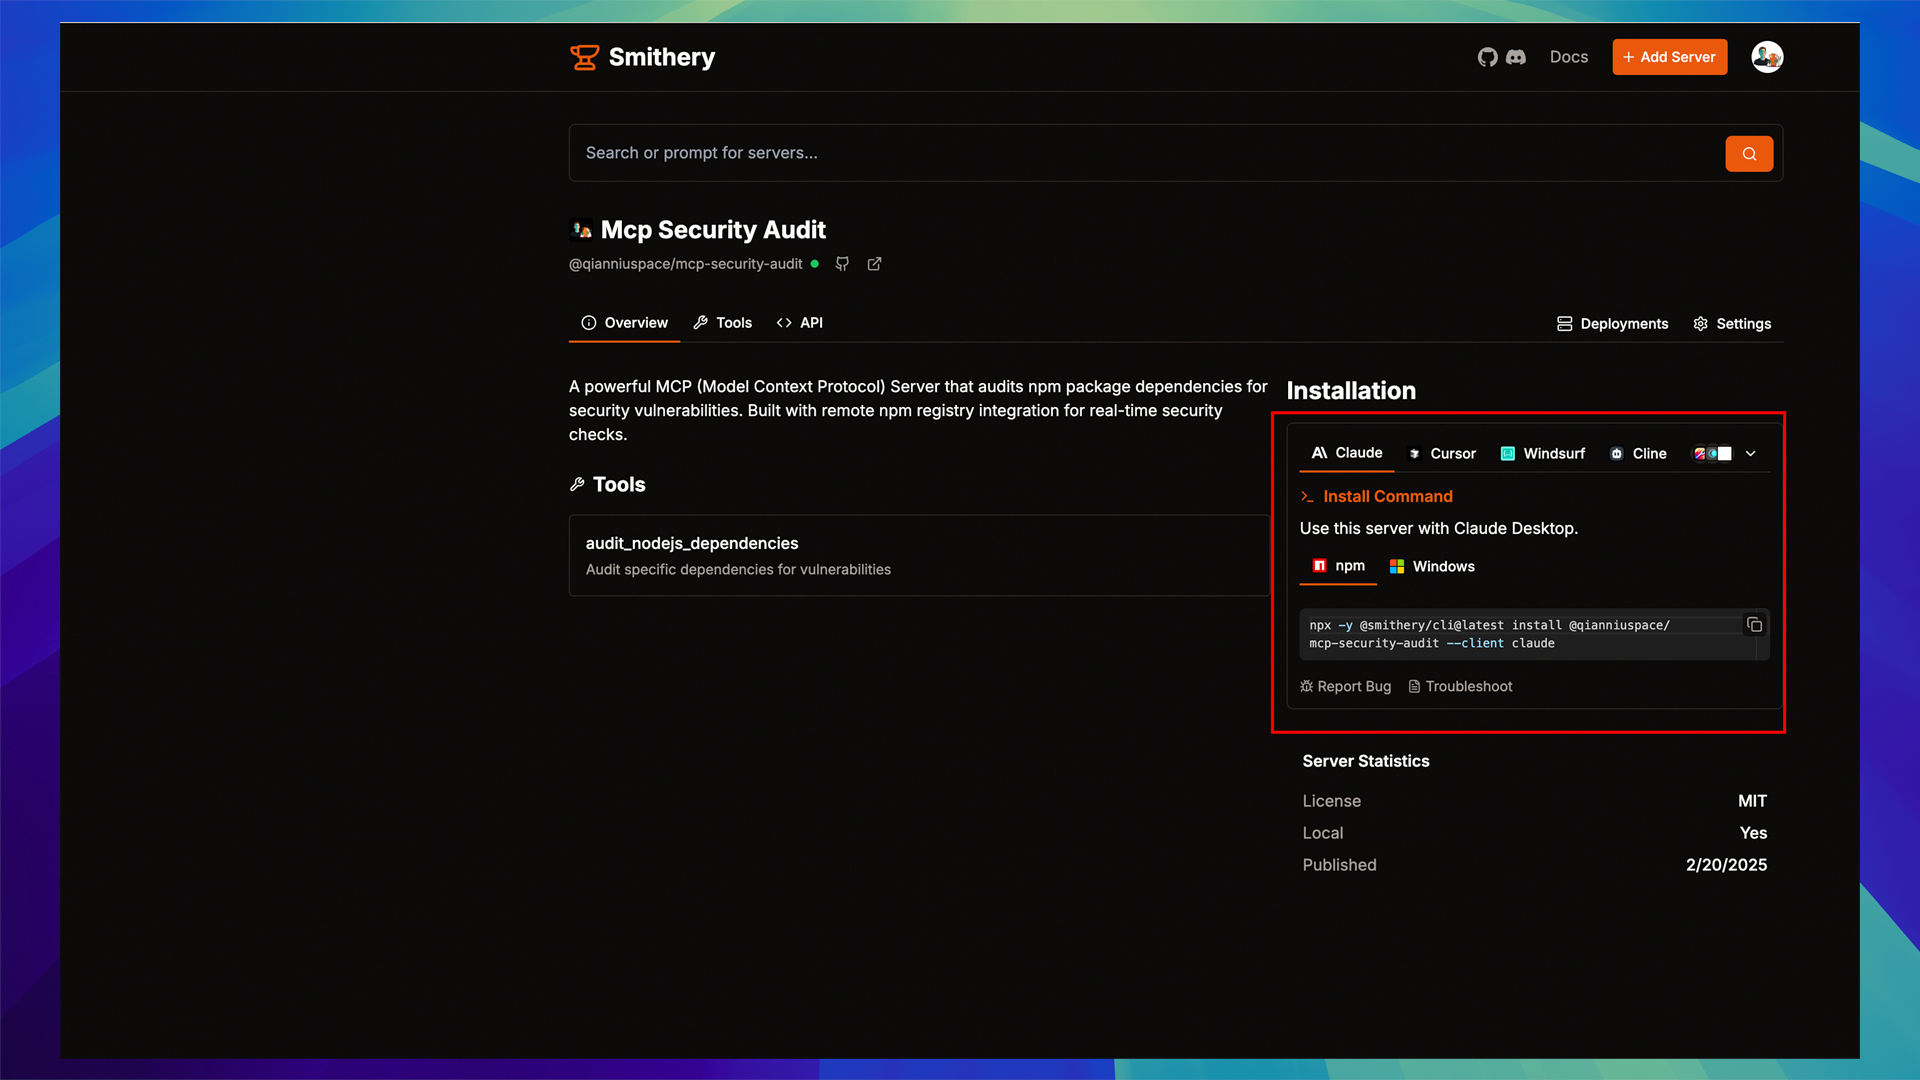 Smithery
Docs
+ Add Server
Search or prompt for servers...
Mcp Security Audit
@qianniuspace/mcp-security-audit
Overview
Tools
API
Deployments
Settings
A powerful MCP (Model Context Protocol) Server that audits npm package dependencies for
security vulnerabilities. Built with remote npm registry integration for real-time security
checks.
Tools
audit_nodejs_dependencies
Audit specific dependencies for vulnerabilities
Installation
Claude
Cursor
Windsurf
Cline
>_ Install Command
Use this server with Claude Desktop.
npm
Windows
npx -y @smithery/cli@latest install @qianniuspace/
mcp-security-audit --client claude
Report Bug
Troubleshoot
Server Statistics
License MIT
Local Yes
Published 2/20/2025